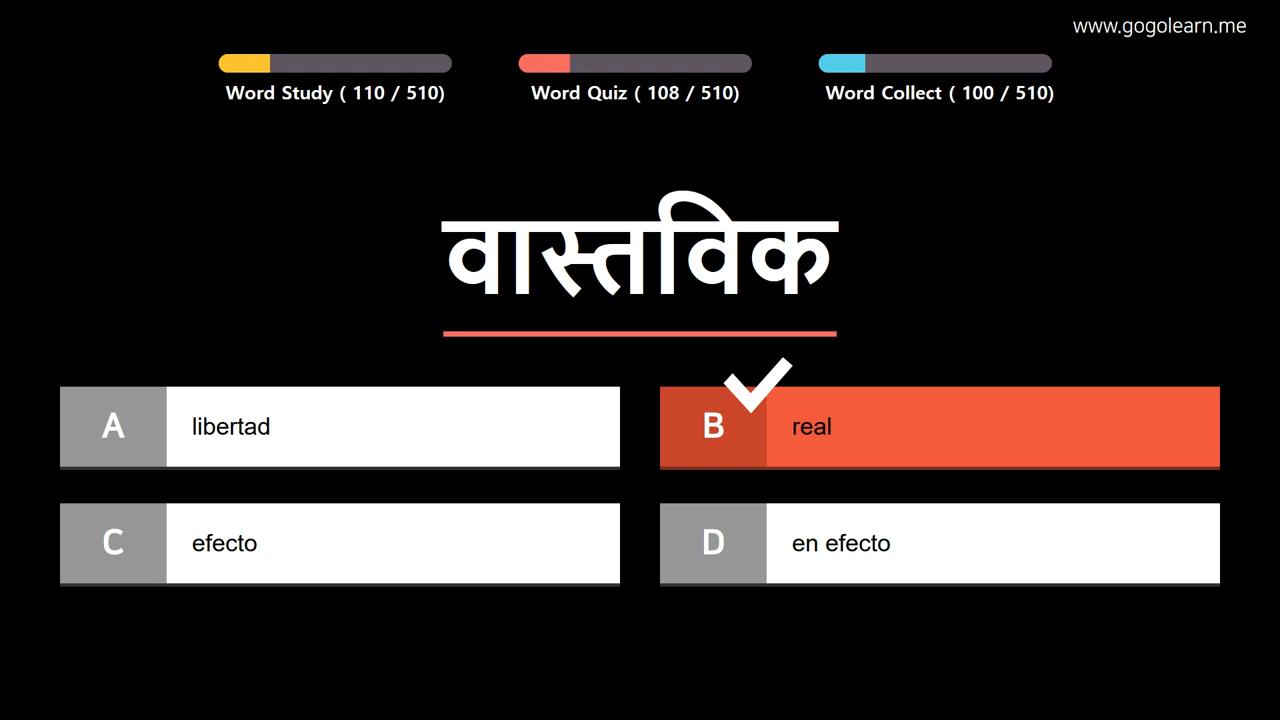 www.gogolearn.me
Word Study ( 110 / 510)
Word Quiz ( 108 / 510)
Word Collect ( 100 / 510)
वास्तविक
A libertad
B real
C efecto
D en efecto